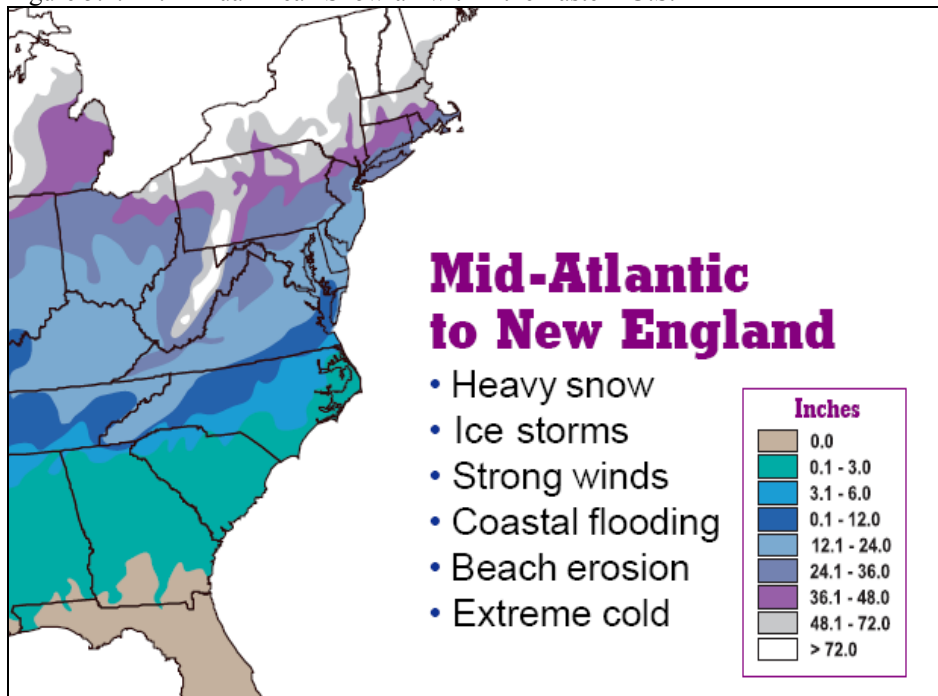 Mid-Atlantic
to New England
• Heavy snow
• Ice storms
• Strong winds
• Coastal flooding
• Beach erosion
• Extreme cold
Inches
0.0
0.1 - 3.0
3.1 - 6.0
0.1 - 12.0
12.1 - 24.0
24.1 - 36.0
36.1 - 48.0
48.1 - 72.0
> 72.0